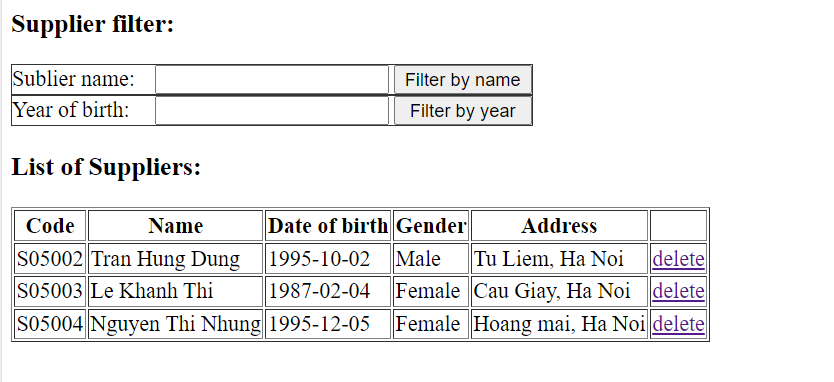 Supplier filter:
Sublier name: Filter by name
Year of birth: Filter by year
List of Suppliers:
Code Name Date of birth Gender Address
S05002 Tran Hung Dung 1995-10-02 Male Tu Liem, Ha Noi delete
S05003 Le Khanh Thi 1987-02-04 Female Cau Giay, Ha Noi delete
S05004 Nguyen Thi Nhung 1995-12-05 Female Hoang mai, Ha Noi delete